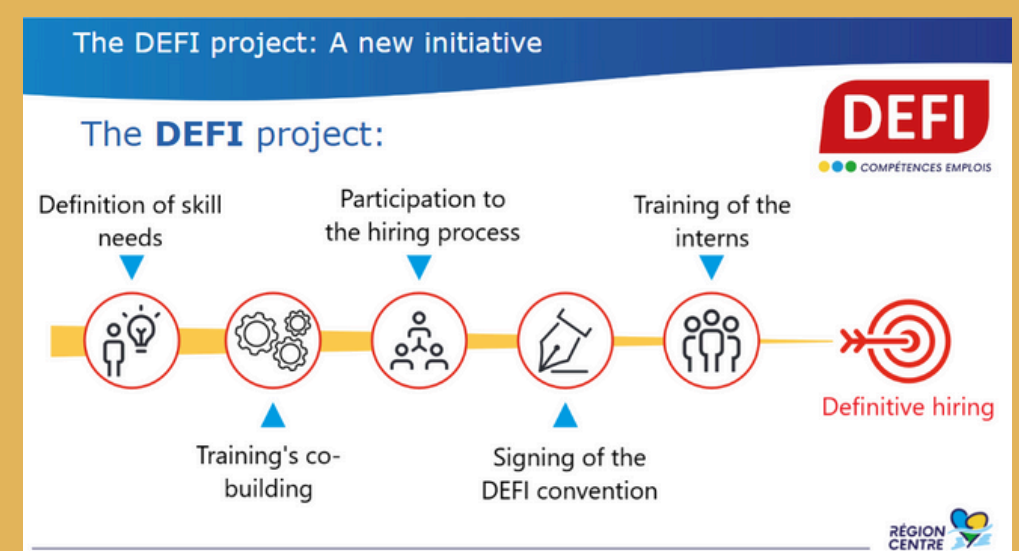 The DEFI project: A new initiative
The DEFI project:
DEFI
COMPÉTENCES EMPLOIS
Definition of skill
needs
Training's co-
building
Participation to
the hiring process
Signing of the
DEFI convention
Training of the
interns
Definitive hiring
RÉGION
CENTRE